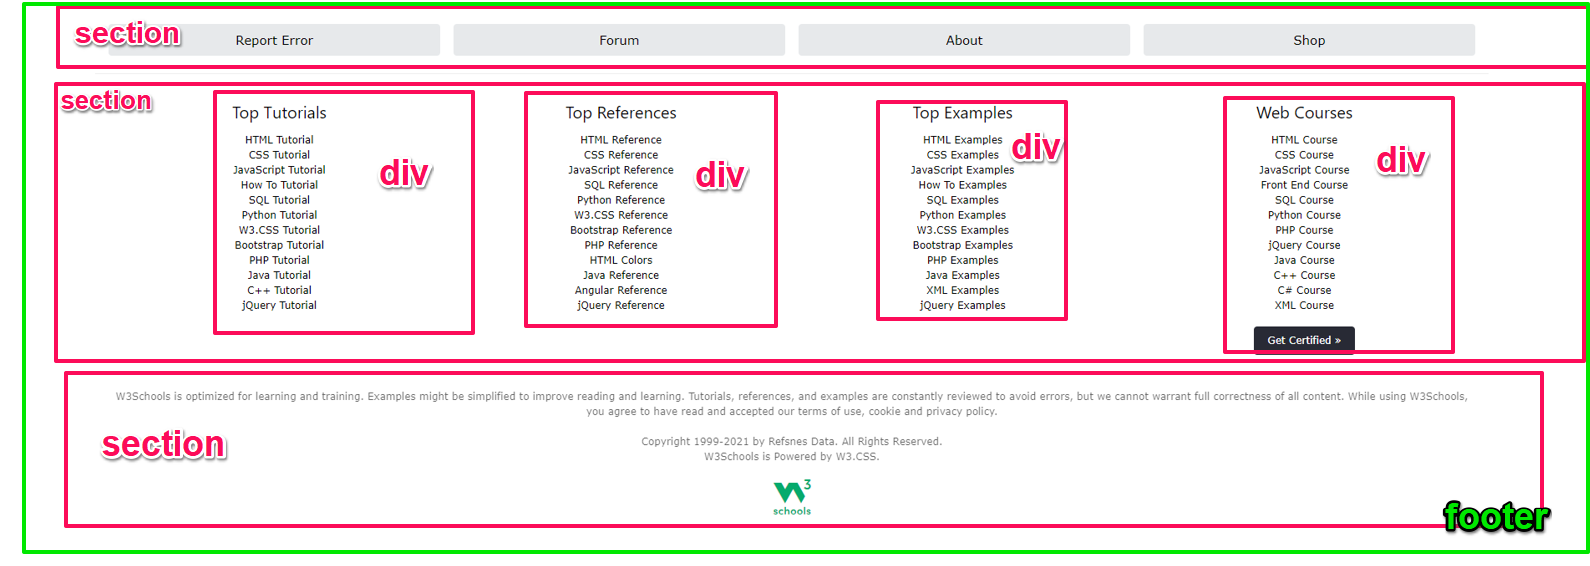 section
Report Error
Forum
About
Shop
section
Top Tutorials
HTML Tutorial
CSS Tutorial
JavaScript Tutorial
How To Tutorial
SQL Tutorial
Python Tutorial
W3.CSS Tutorial
Bootstrap Tutorial
PHP Tutorial
Java Tutorial
C++ Tutorial
jQuery Tutorial
div
Top References
HTML Reference
CSS Reference
JavaScript Reference
SQL Reference
Python Reference
W3.CSS Reference
Bootstrap Reference
PHP Reference
HTML Colors
Java Reference
Angular Reference
jQuery Reference
div
Top Examples
HTML Examples
CSS Examples
JavaScript Examples
How To Examples
SQL Examples
Python Examples
W3.CSS Examples
Bootstrap Examples
PHP Examples
Java Examples
XML Examples
jQuery Examples
div
Web Courses
HTML Course
CSS Course
JavaScript Course
Front End Course
SQL Course
Python Course
PHP Course
jQuery Course
Java Course
C++ Course
C# Course
XML Course
Get Certified »
div
W3Schools is optimized for learning and training. Examples might be simplified to improve reading and learning. Tutorials, references, and examples are constantly reviewed to avoid errors, but we cannot warrant full correctness of all content. While using W3Schools,
you agree to have read and accepted our terms of use, cookie and privacy policy.
section
Copyright 1999-2021 by Refsnes Data. All Rights Reserved.
W3Schools is Powered by W3.CSS.
W3
schools
footer